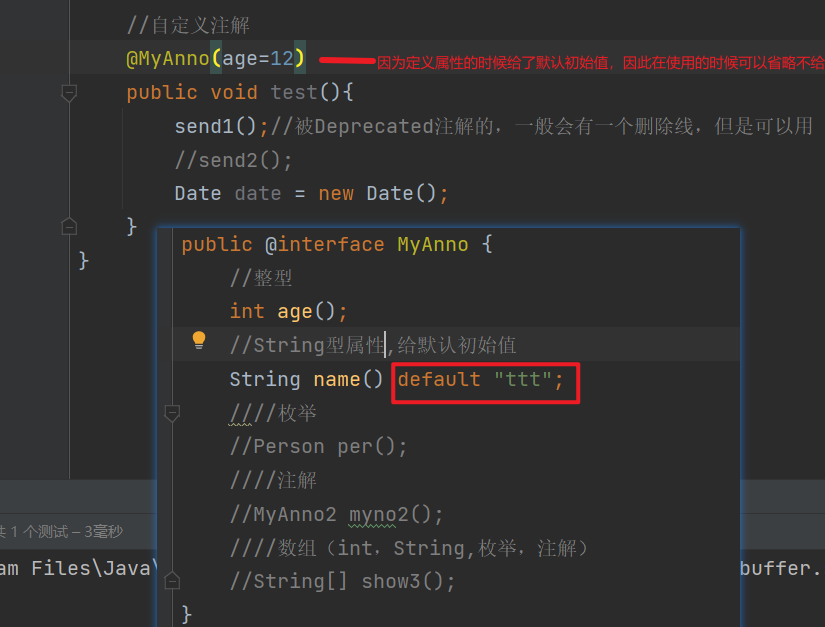 //自定义注解
@MyAnno(age=12)
因为定义属性的时候给了默认初始值，因此在使用的时候可以省略不给
public void test(){
send1();//被Deprecated注解的，一般会有一个删除线，但是可以用
//send2();
Date date = new Date();
}
}
public @interface MyAnno {
//整型
int age();
//String型属性,给默认初始值
String name() default "ttt";
////枚举
//Person per();
////注解
//MyAnno2 myno2();
////数组（int，String,枚举，注解）
//String[] show3();
}
1 个测试 – 3毫秒
am Files\Java\
buffer.